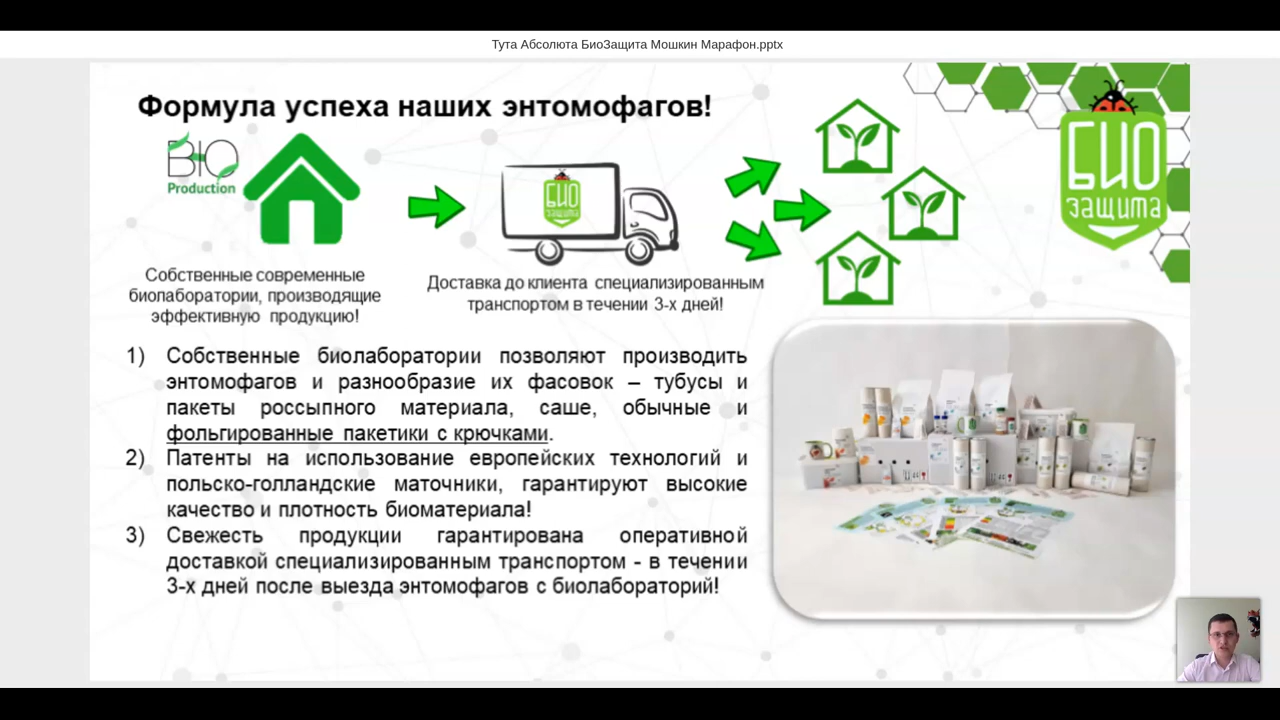 Тута Абсолюта БиоЗащита Мошкин Марафон.pptx
Формула успеха наших энтомофагов!
BIO
Production
БИО
защита
БИО
защита
Собственные современные
биолаборатории, производящие
эффективную продукцию!
Доставка до клиента специализированным
транспортом в течении 3-х дней!
1) Собственные биолаборатории позволяют производить
энтомофагов и разнообразие их фасовок – тубусы и
пакеты россыпного материала, саше, обычные и
фольгированные пакетики с крючками.
2) Патенты на использование европейских технологий и
польско-голландские маточники, гарантируют высокие
качество и плотность биоматериала!
3) Свежесть продукции гарантирована оперативной
доставкой специализированным транспортом - в течении
3-х дней после выезда энтомофагов с биолабораторий!